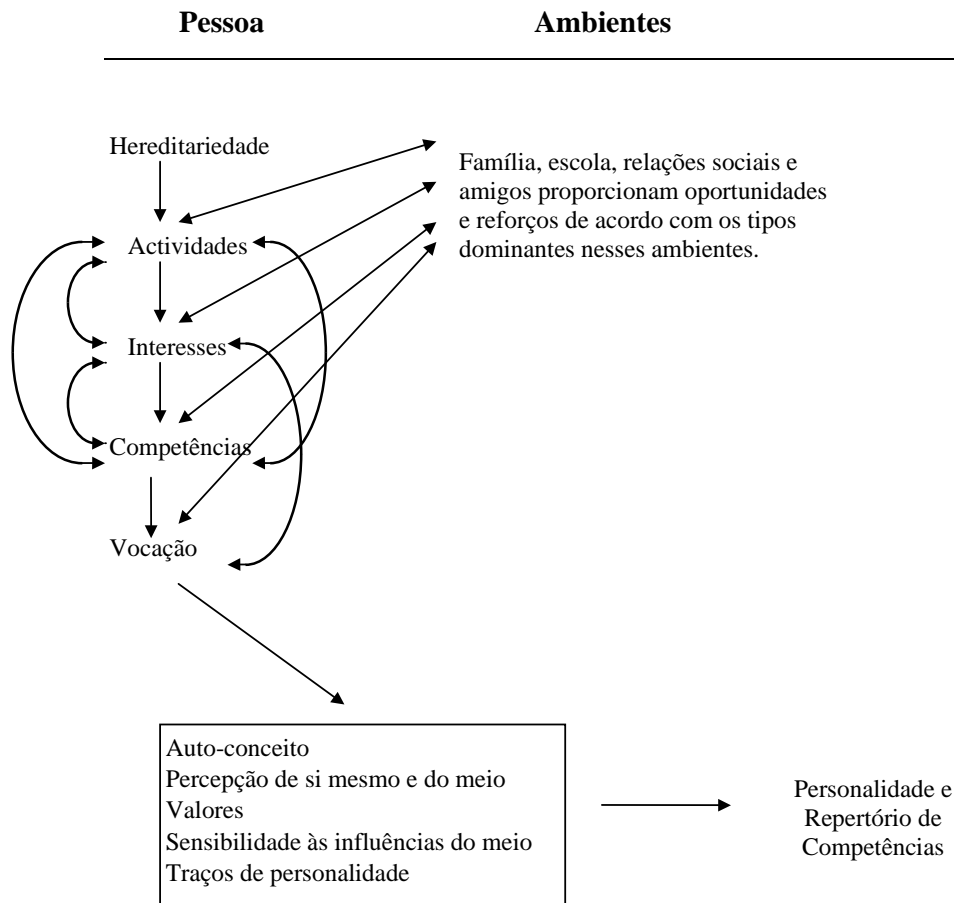 Pessoa
Ambientes
Hereditariedade
Família, escola, relações sociais e
amigos proporcionam oportunidades
e reforços de acordo com os tipos
dominantes nesses ambientes.
Actividades
Interesses
Competências
Vocação
Auto-conceito
Percepção de si mesmo e do meio
Valores
Sensibilidade às influências do meio
Traços de personalidade
Personalidade e
Repertório de
Competências